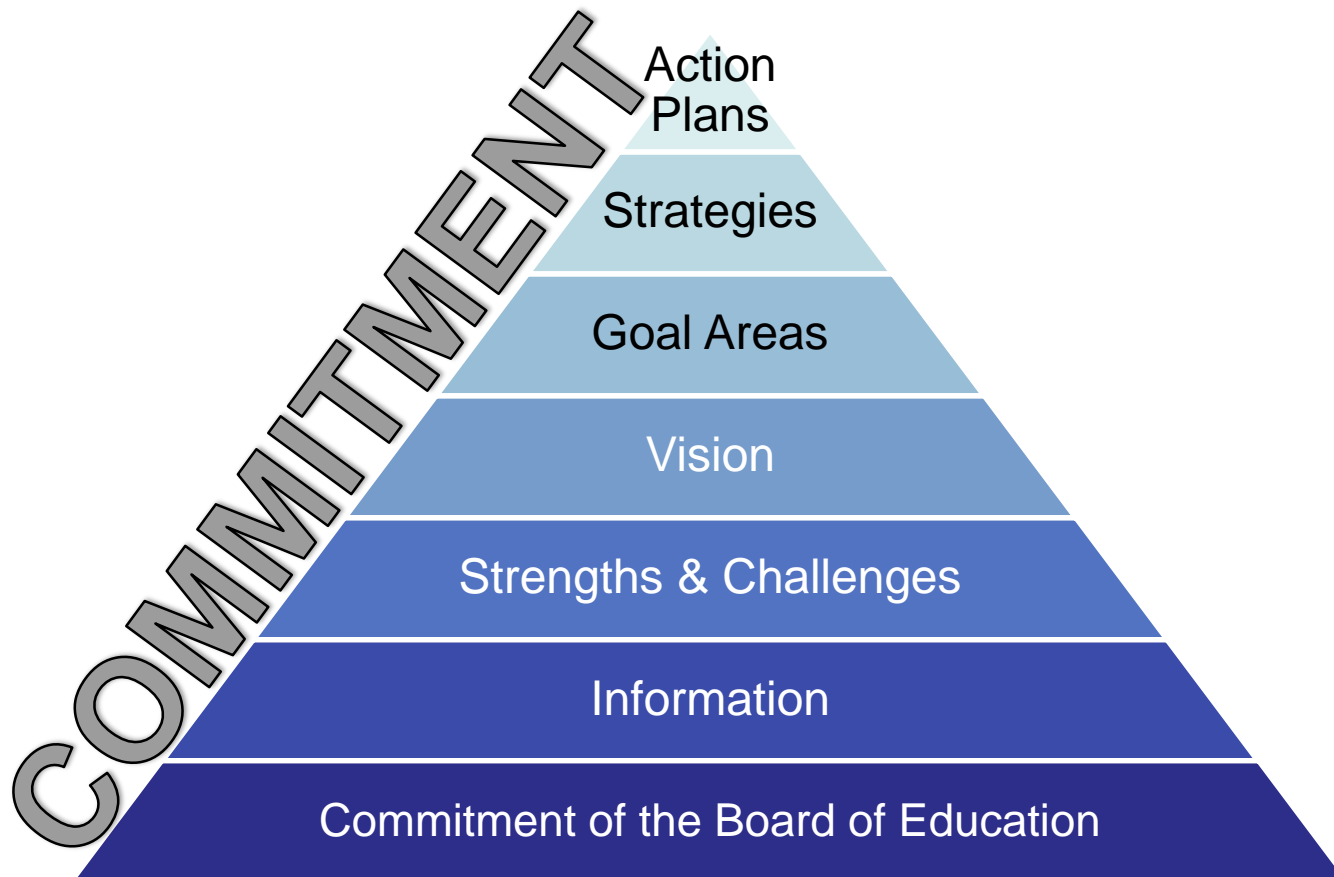 COMMITMENT
Action
Plans
Strategies
Goal Areas
Vision
Strengths & Challenges
Information
Commitment of the Board of Education